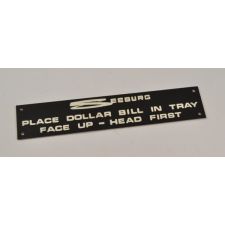 SEEBURG
PLACE DOLLAR BILL IN TRAY
FACE UP - HEAD FIRST